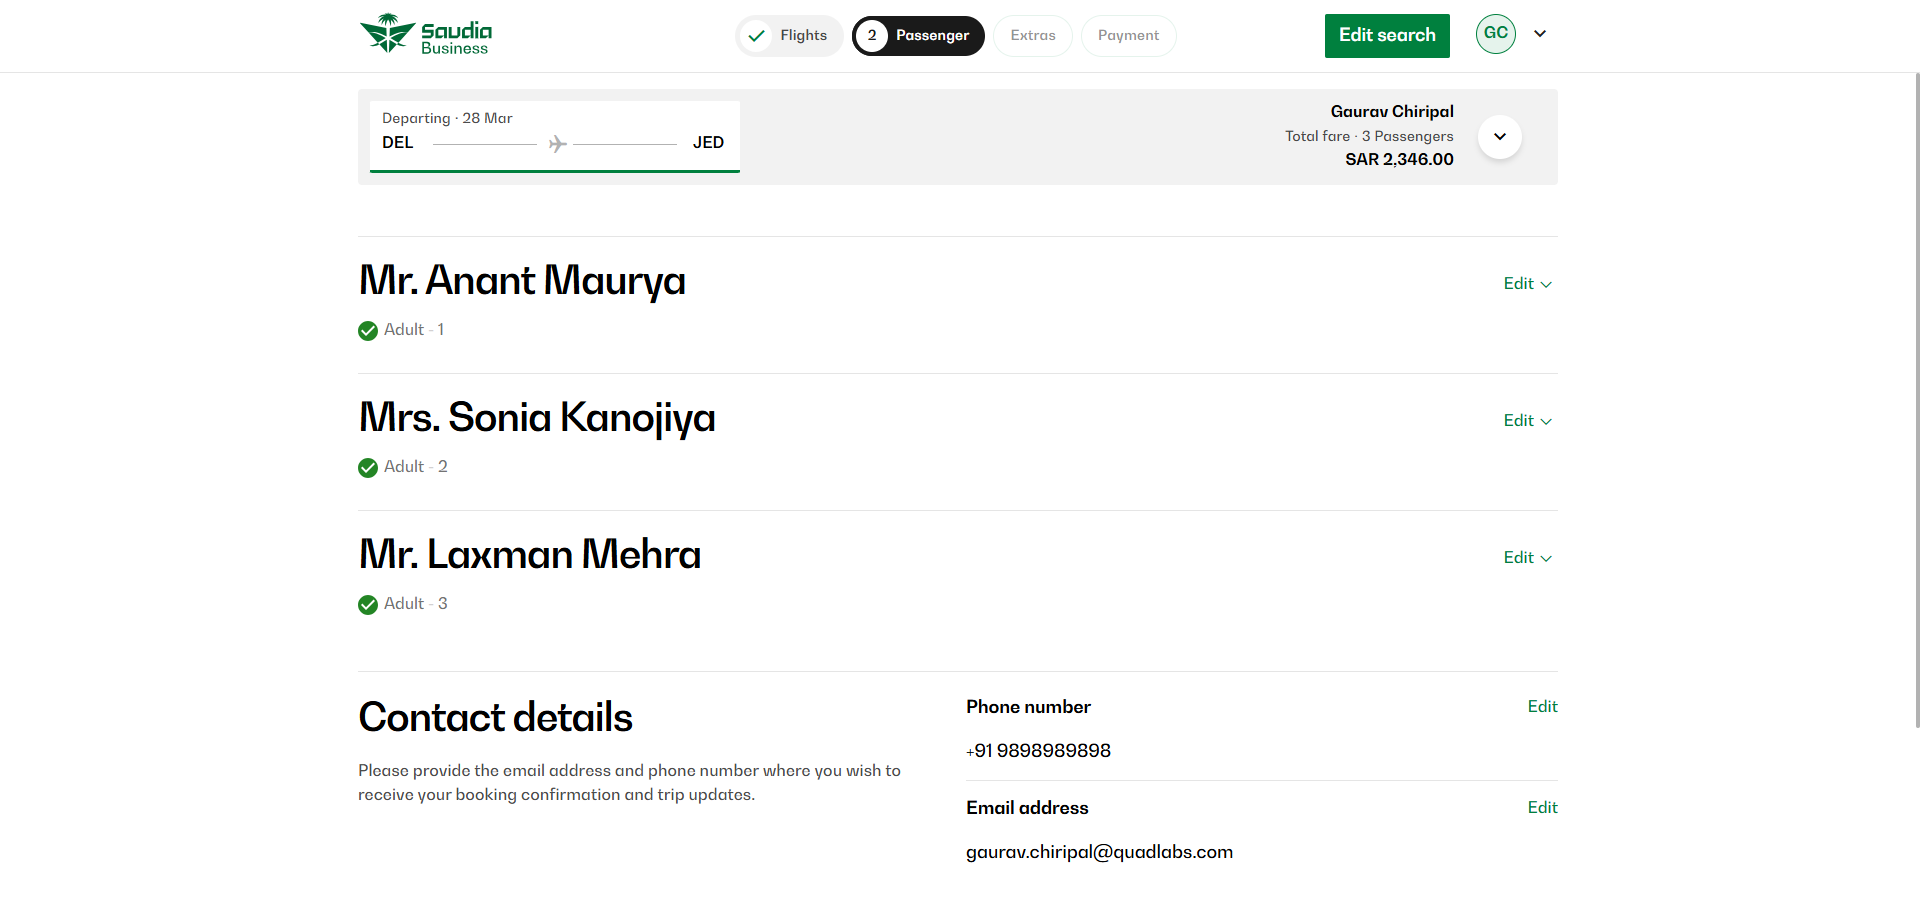 Saudia
Business
Flights
2 Passenger
Extras
Payment
Edit search
GC
Departing · 28 Mar
DEL JED
Gaurav Chiripal
Total fare · 3 Passengers
SAR 2,346.00
Mr. Anant Maurya
Edit
Adult - 1
Mrs. Sonia Kanojiya
Edit
Adult - 2
Mr. Laxman Mehra
Edit
Adult - 3
Contact details
Please provide the email address and phone number where you wish to
receive your booking confirmation and trip updates.
Phone number
Edit
+91 9898989898
Email address
Edit
gaurav.chiripal@quadlabs.com